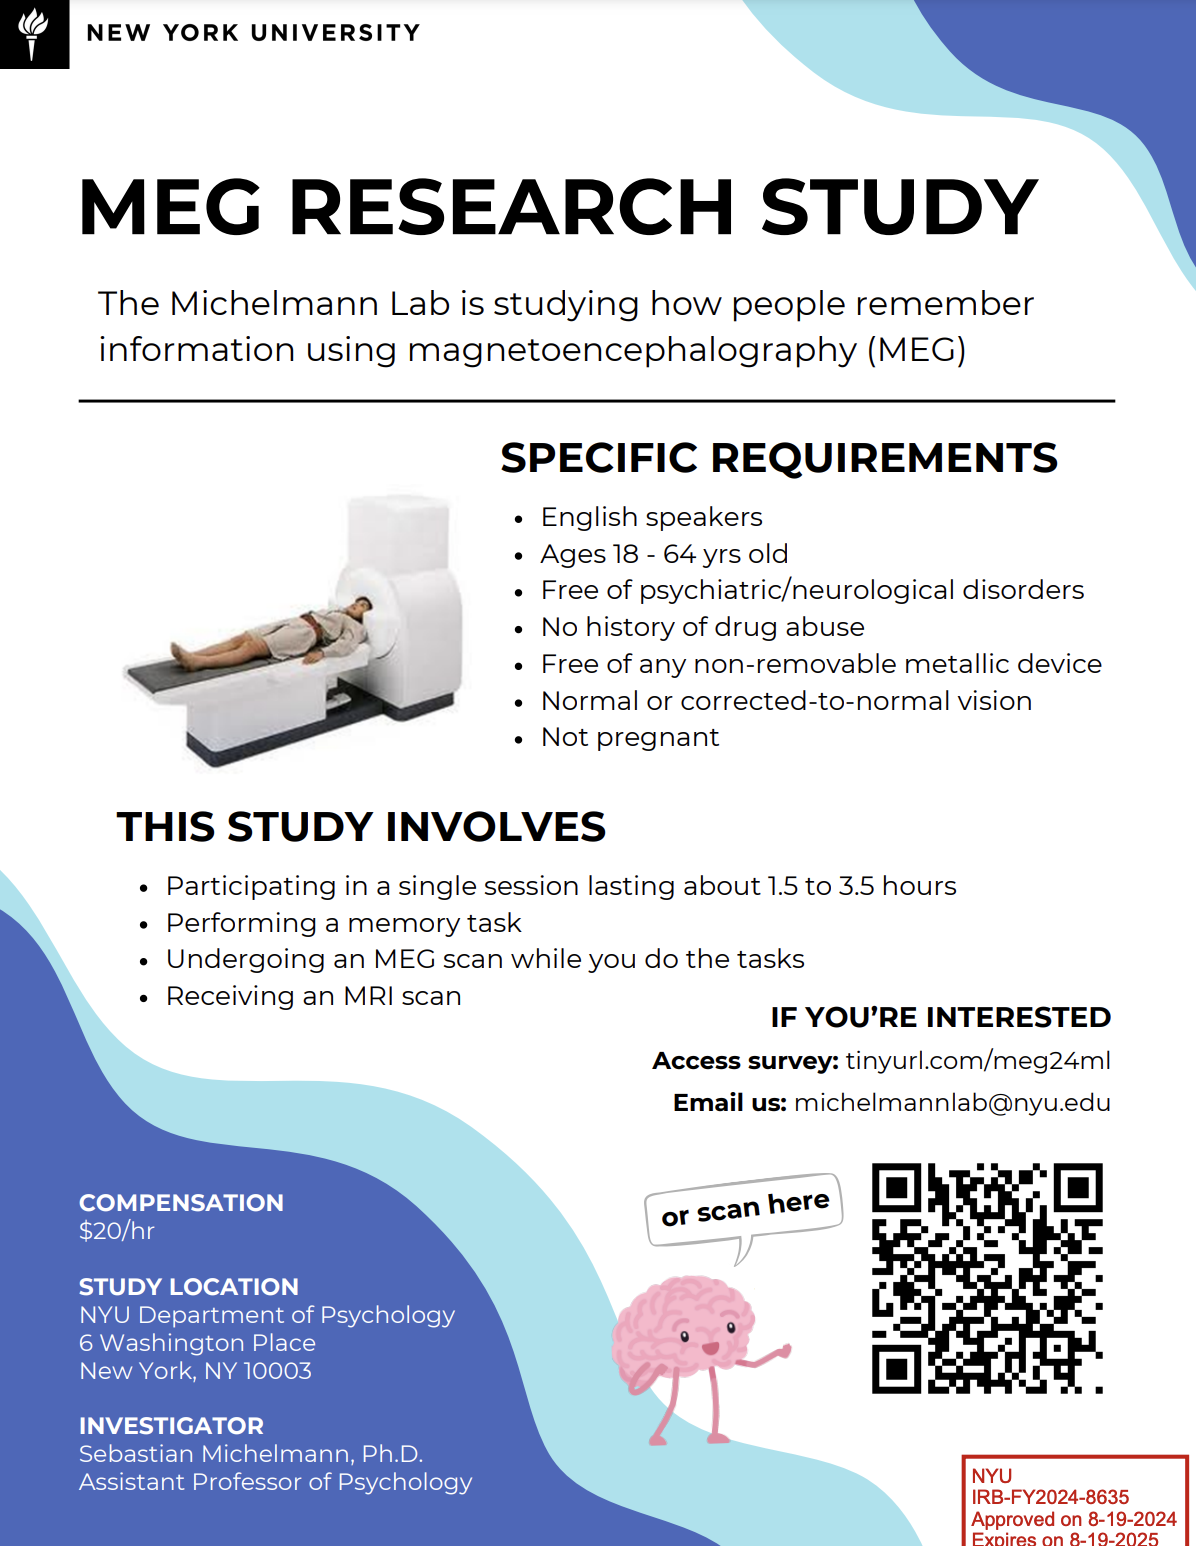 NEW YORK UNIVERSITY
MEG RESEARCH STUDY
The Michelmann Lab is studying how people remember
information using magnetoencephalography (MEG)
SPECIFIC REQUIREMENTS
• English speakers
• Ages 18 - 64 yrs old
• Free of psychiatric/neurological disorders
• No history of drug abuse
• Free of any non-removable metallic device
• Normal or corrected-to-normal vision
• Not pregnant
THIS STUDY INVOLVES
• Participating in a single session lasting about 1.5 to 3.5 hours
• Performing a memory task
• Undergoing an MEG scan while you do the tasks
• Receiving an MRI scan
IF YOU’RE INTERESTED
Access survey: tinyurl.com/meg24ml
Email us: michelmannlab@nyu.edu
or scan here
COMPENSATION
$20/hr
STUDY LOCATION
NYU Department of Psychology
6 Washington Place
New York, NY 10003
INVESTIGATOR
Sebastian Michelmann, Ph.D.
Assistant Professor of Psychology
NYU
IRB-FY2024-8635
Approved on 8-19-2024
Expires on 8-19-2025